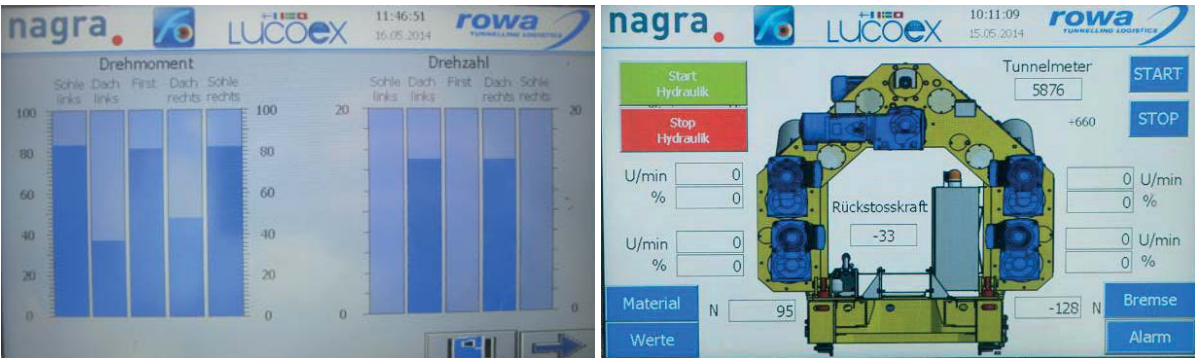 nagra.
LUCOEX
11:46:51
16.05.2014
rowa
TUNNELLING LOGISTICS
Drehmoment
Sohle links
Dach links
First
Dach rechts
Sohle rechts
100
80
60
40
20
0
100
80
60
40
20
0
Drehzahl
Sohle links
Dach links
First
Dach rechts
Sohle rechts
20
0
20
0
nagra.
LUCOEX
10:11:09
15.05.2014
rowa
TUNNELLING LOGISTICS
Start
Hydraulik
Stop
Hydraulik
Tunnelmeter
5876
+660
START
STOP
U/min 0
% 0
0 U/min
0 %
Rückstosskraft
-33
U/min 0
% 0
0 U/min
0 %
Material
Werte
N 95
-128 N
Bremse
Alarm